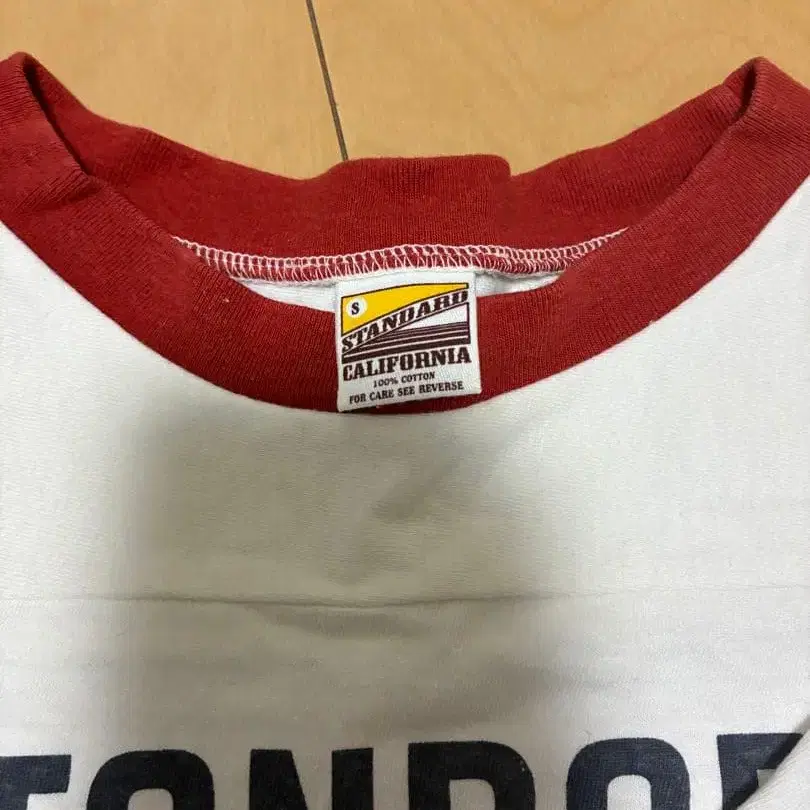 S
STANDARD
CALIFORNIA
100% COTTON
FOR CARE SEE REVERSE